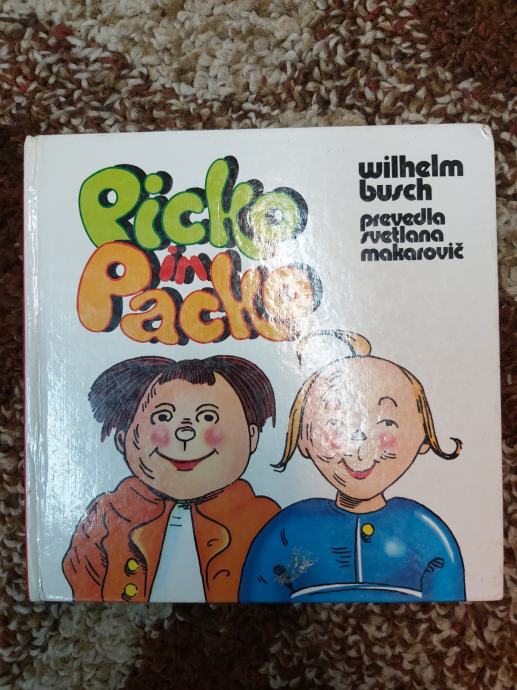 Picko
in
Packo
wilhelm
busch
prevedla
svetlana
makarovič